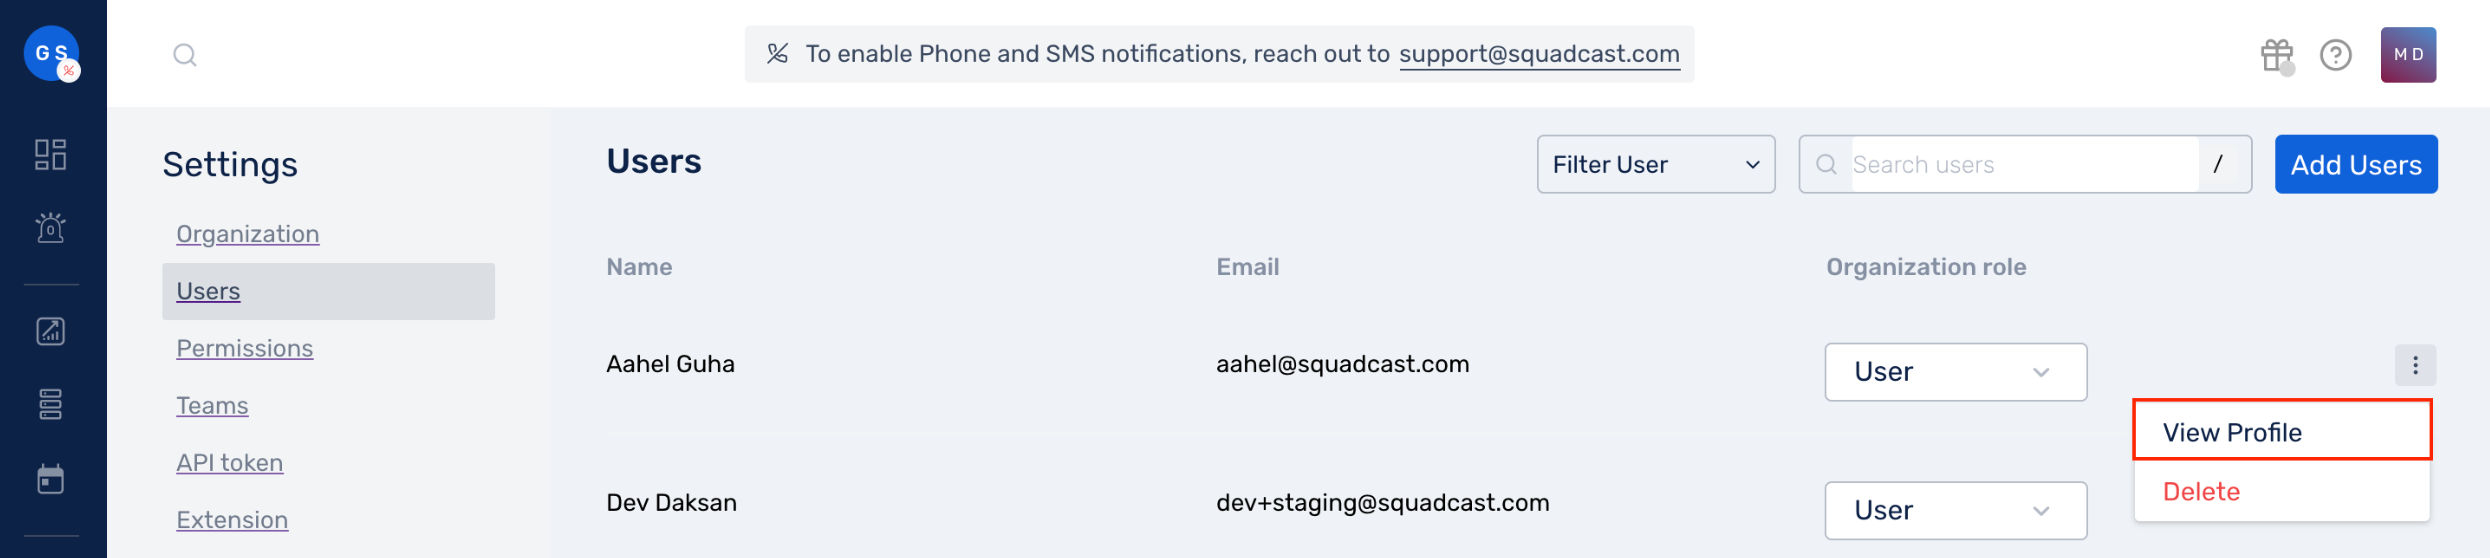 GS
To enable Phone and SMS notifications, reach out to support@squadcast.com
MD
Settings
Organization
Users
Permissions
Teams
API token
Extension
Users
Filter User
Search users
/
Add Users
Name Email Organization role
Aahel Guha aahel@squadcast.com User
View Profile
Delete
Dev Daksan dev+staging@squadcast.com User